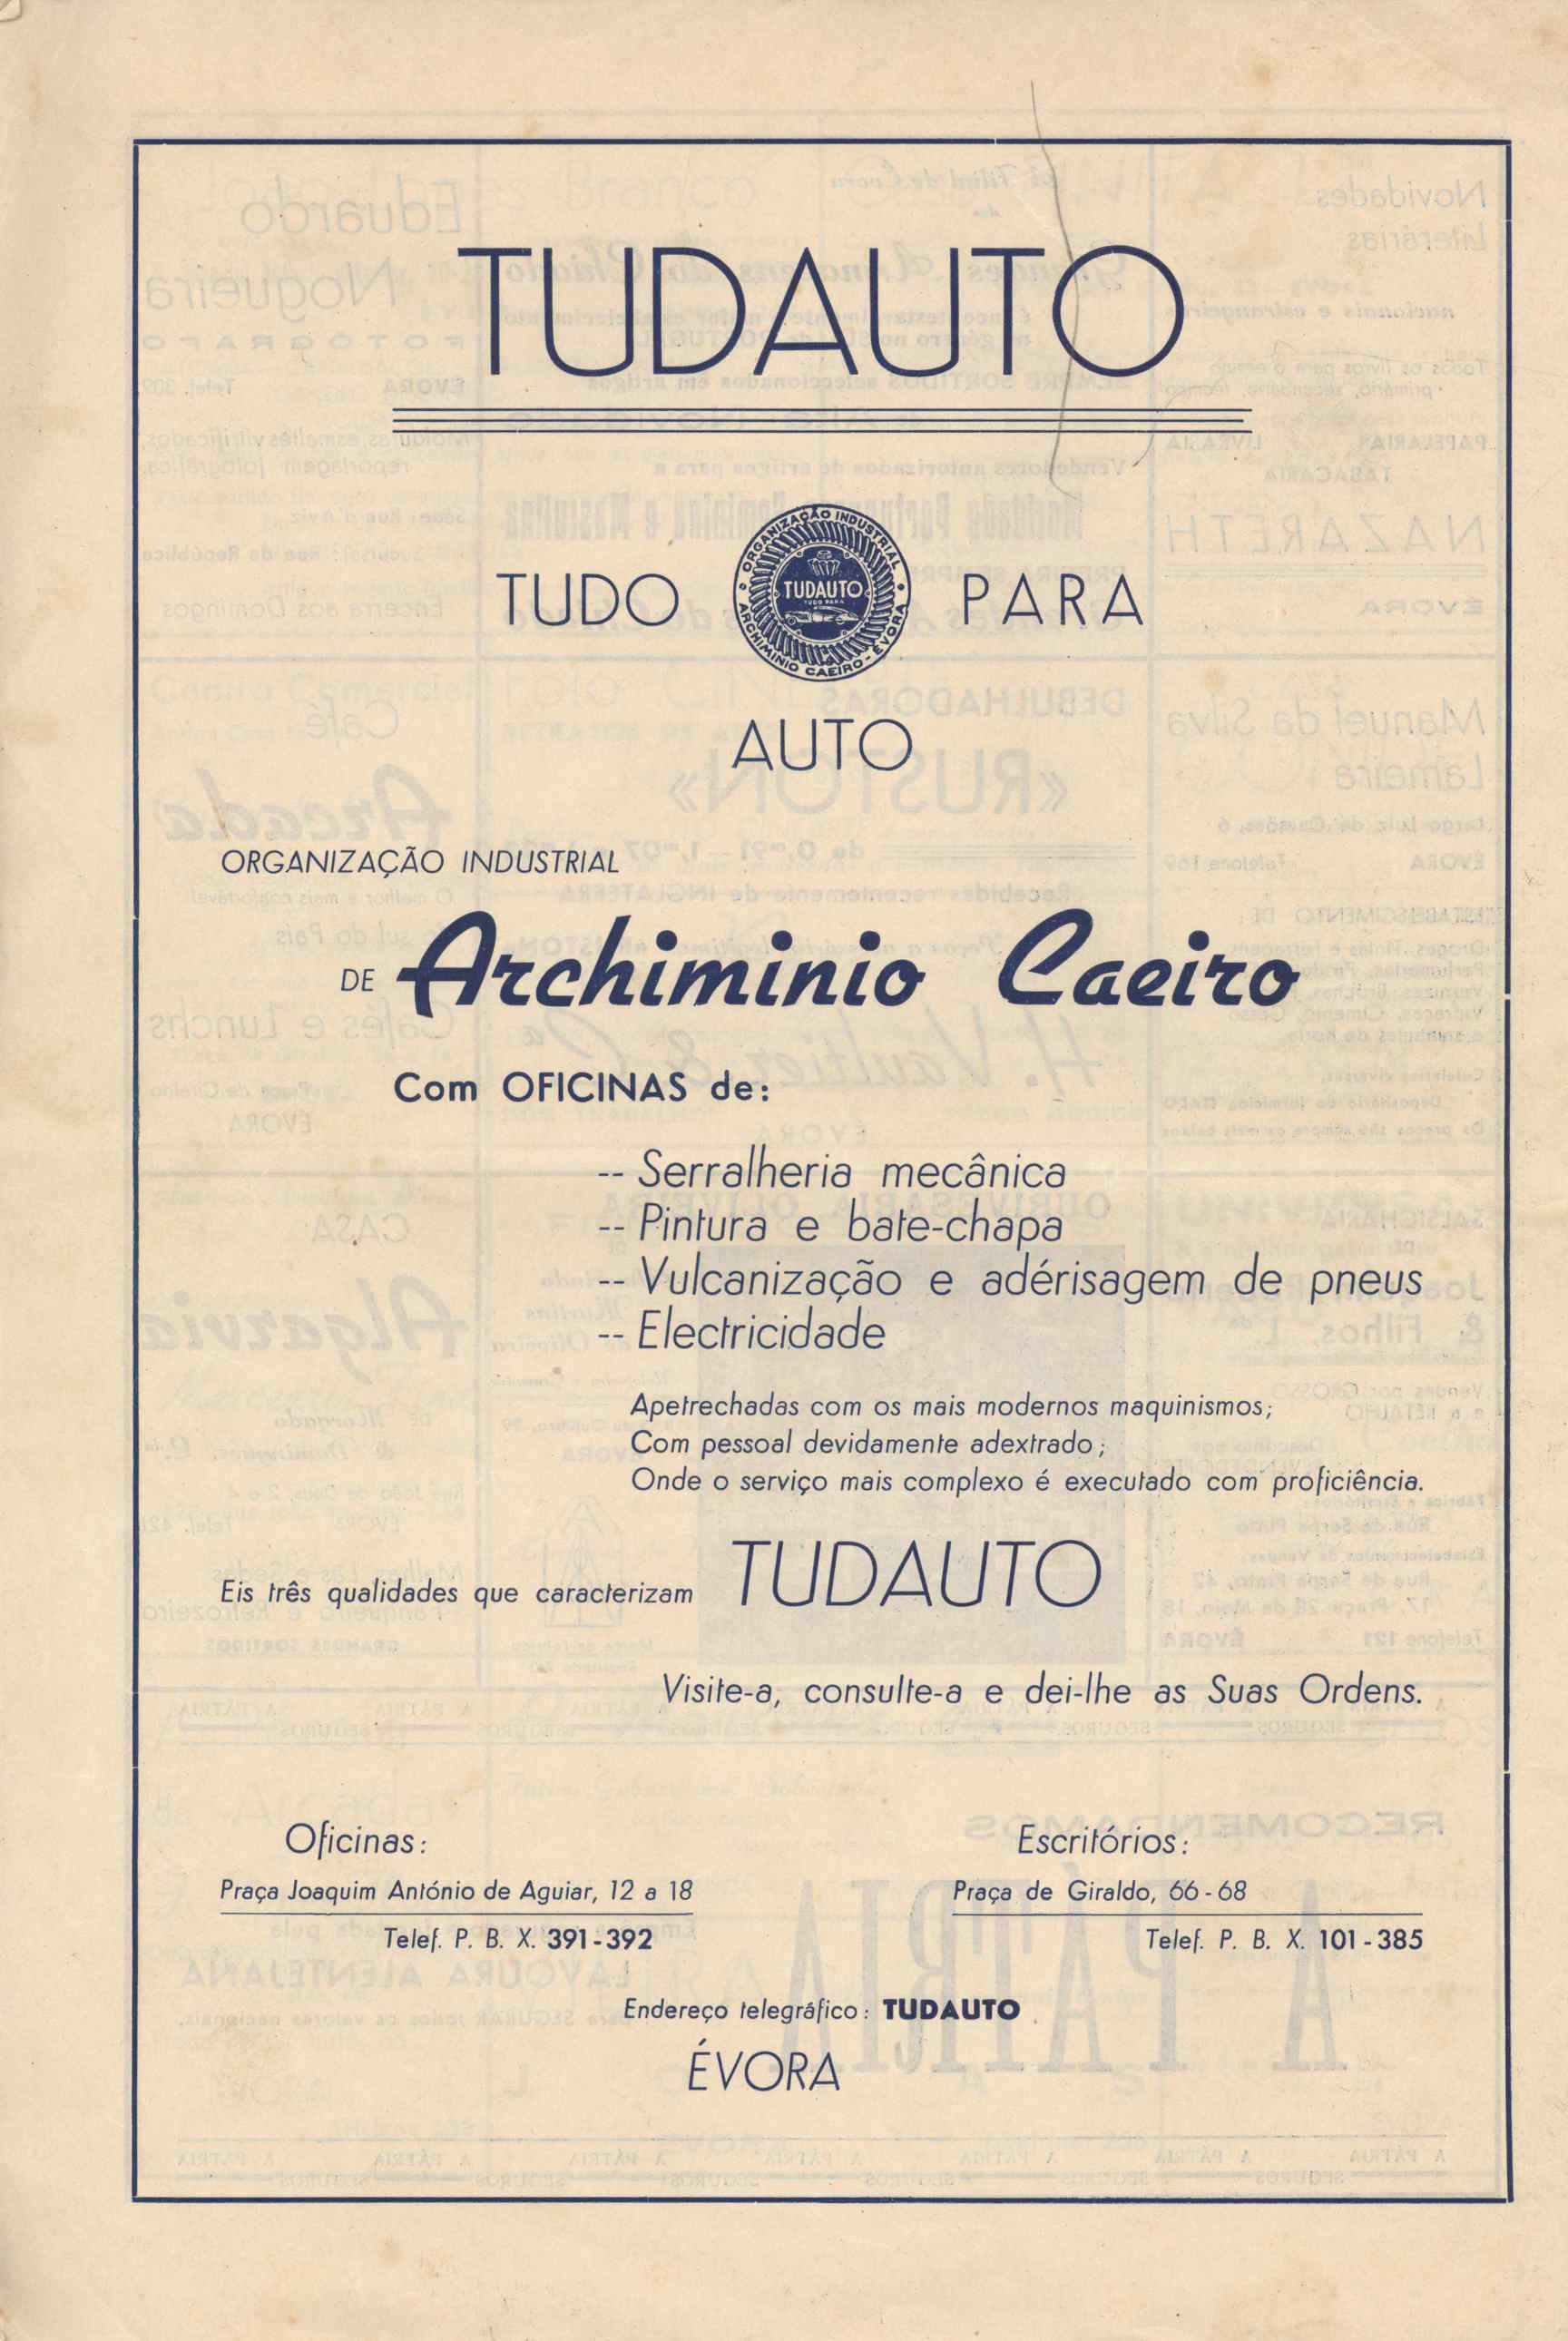 TUDAUTO
TUDO PARA
ORGANIZAÇÃO INDUSTRIAL
TUDAUTO
TUDO PARA
ARCHIMINIO CAEIRO - ÉVORA
AUTO
ORGANIZAÇÃO INDUSTRIAL
DE Archiminio Caeiro
Com OFICINAS de:
-- Serralheria mecânica
-- Pintura e bate-chapa
-- Vulcanização e adérisagem de pneus
-- Electricidade
Apetrechadas com os mais modernos maquinismos;
Com pessoal devidamente adextrado;
Onde o serviço mais complexo é executado com proficiência.
Eis três qualidades que caracterizam TUDAUTO
Visite-a, consulte-a e dei-lhe as Suas Ordens.
Oficinas:
Praça Joaquim António de Aguiar, 12 a 18
Telef. P. B. X. 391-392
Escritórios:
Praça de Giraldo, 66-68
Telef. P. B. X. 101-385
Endereço telegráfico: TUDAUTO
ÉVORA